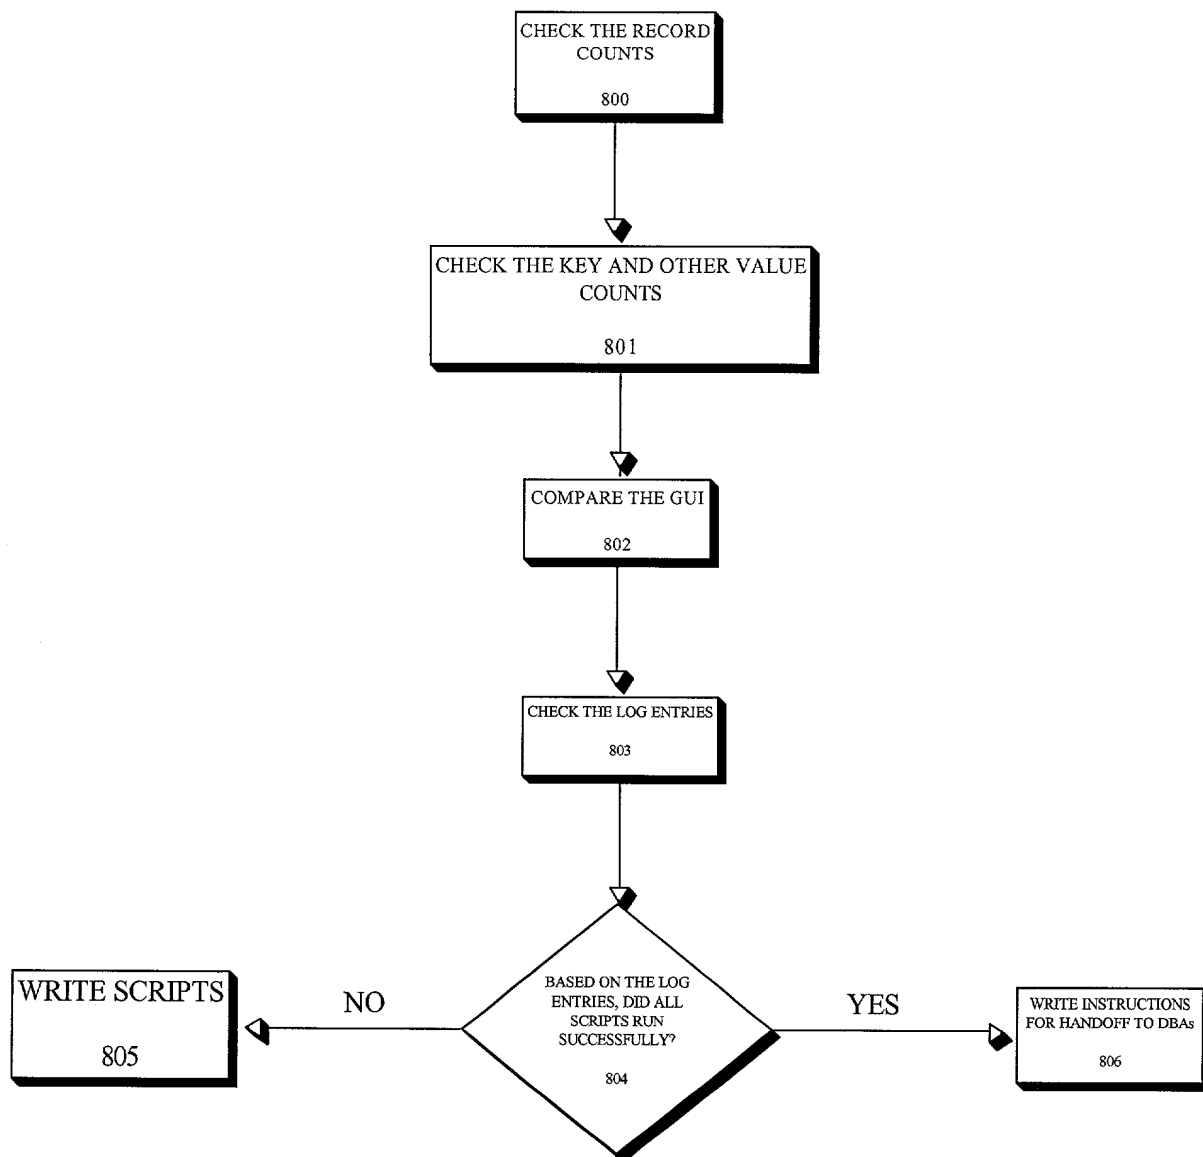 CHECK THE RECORD
COUNTS
800
CHECK THE KEY AND OTHER VALUE
COUNTS
801
COMPARE THE GUI
802
CHECK THE LOG ENTRIES
803
BASED ON THE LOG
ENTRIES, DID ALL
SCRIPTS RUN
SUCCESSFULLY?
804
NO
WRITE SCRIPTS
805
YES
WRITE INSTRUCTIONS
FOR HANDOFF TO DBAs
806